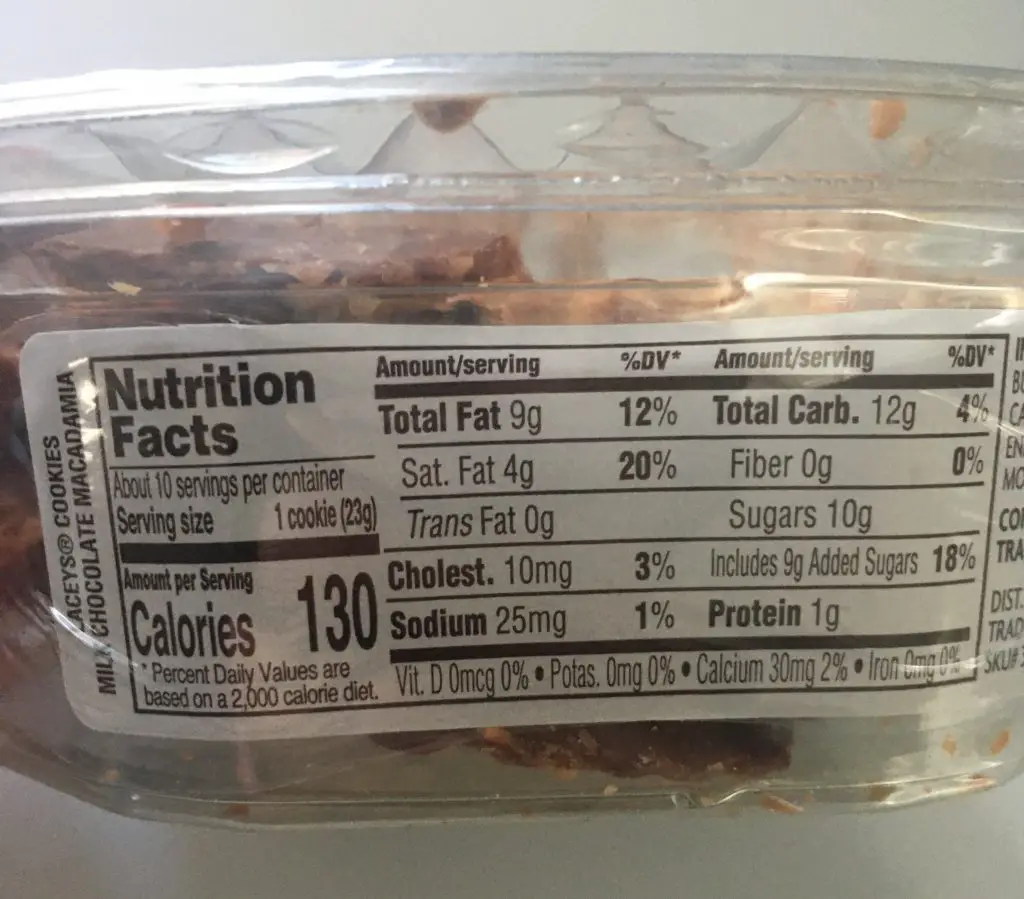 LACEYS® COOKIES
MILK CHOCOLATE MACADAMIA
Nutrition
Facts
About 10 servings per container
Serving size 1 cookie (23g)
Amount per Serving
Calories 130
* Percent Daily Values are
based on a 2,000 calorie diet.
Amount/serving %DV* Amount/serving %DV*
Total Fat 9g 12% Total Carb. 12g 4%
Sat. Fat 4g 20% Fiber 0g 0%
Trans Fat 0g Sugars 10g
Cholest. 10mg 3% Includes 9g Added Sugars 18%
Sodium 25mg 1% Protein 1g
Vit. D 0mcg 0% • Potas. 0mg 0% • Calcium 30mg 2% • Iron 0mg 0%
DIST.
SKU#